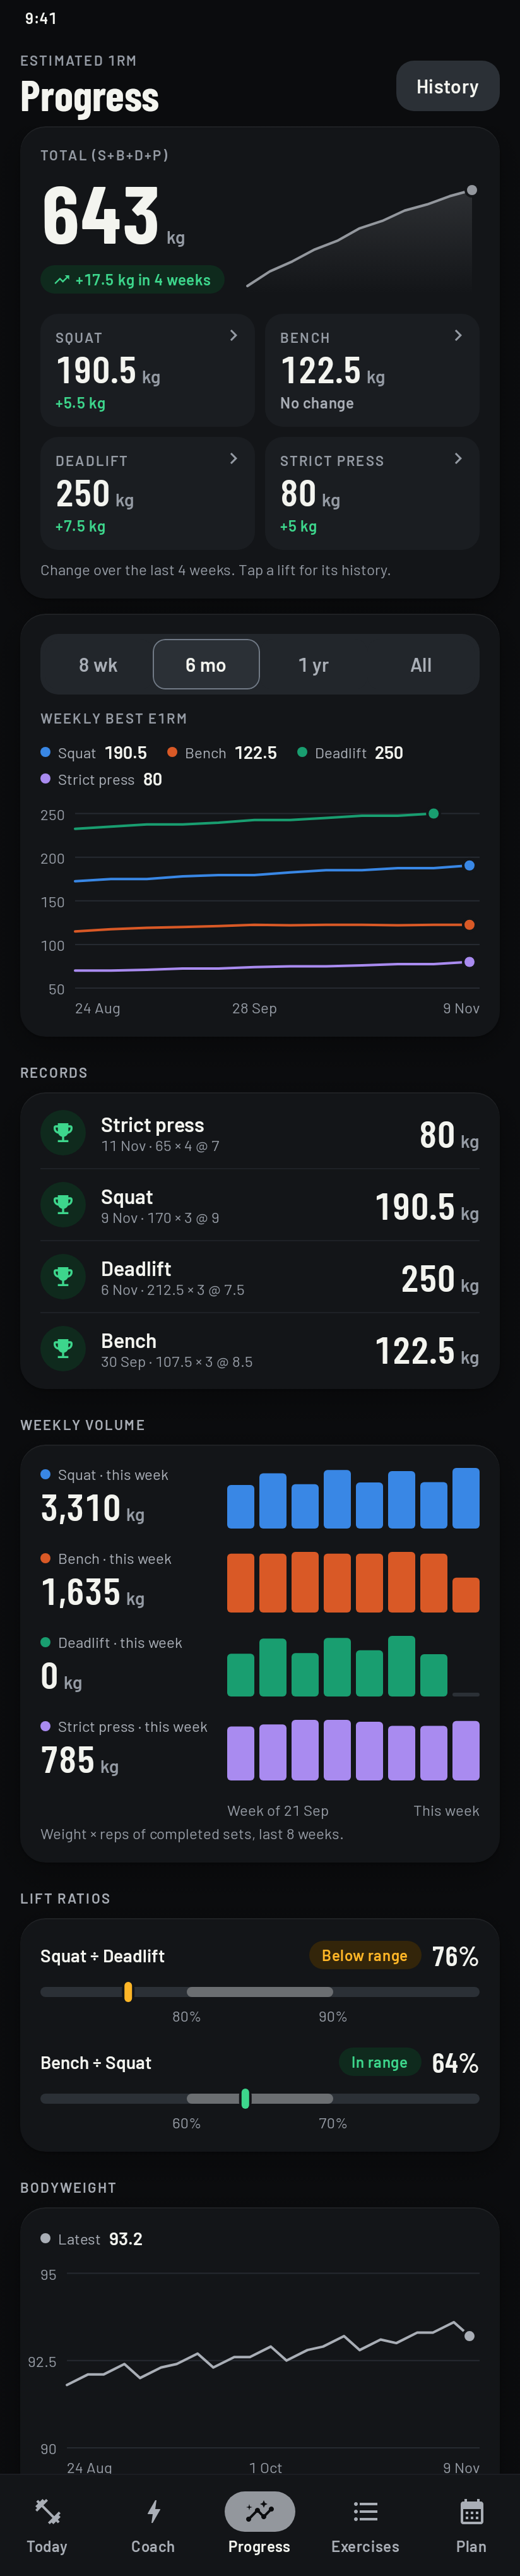 9:41
ESTIMATED 1RM
Progress
History
TOTAL (S+B+D+P)
643 kg
+17.5 kg in 4 weeks
SQUAT
190.5 kg
+5.5 kg
BENCH
122.5 kg
No change
DEADLIFT
250 kg
+7.5 kg
STRICT PRESS
80 kg
+5 kg
Change over the last 4 weeks. Tap a lift for its history.
8 wk 6 mo 1 yr All
WEEKLY BEST E1RM
Squat 190.5 Bench 122.5 Deadlift 250
Strict press 80
250
200
150
100
50
24 Aug 28 Sep 9 Nov
RECORDS
Strict press
11 Nov · 65 × 4 @ 7
80 kg
Squat
9 Nov · 170 × 3 @ 9
190.5 kg
Deadlift
6 Nov · 212.5 × 3 @ 7.5
250 kg
Bench
30 Sep · 107.5 × 3 @ 8.5
122.5 kg
WEEKLY VOLUME
Squat · this week
3,310 kg
Bench · this week
1,635 kg
Deadlift · this week
0 kg
Strict press · this week
785 kg
Week of 21 Sep This week
Weight × reps of completed sets, last 8 weeks.
LIFT RATIOS
Squat ÷ Deadlift Below range 76%
80% 90%
Bench ÷ Squat In range 64%
60% 70%
BODYWEIGHT
Latest 93.2
95
92.5
90
24 Aug 1 Oct 9 Nov
Today Coach Progress Exercises Plan